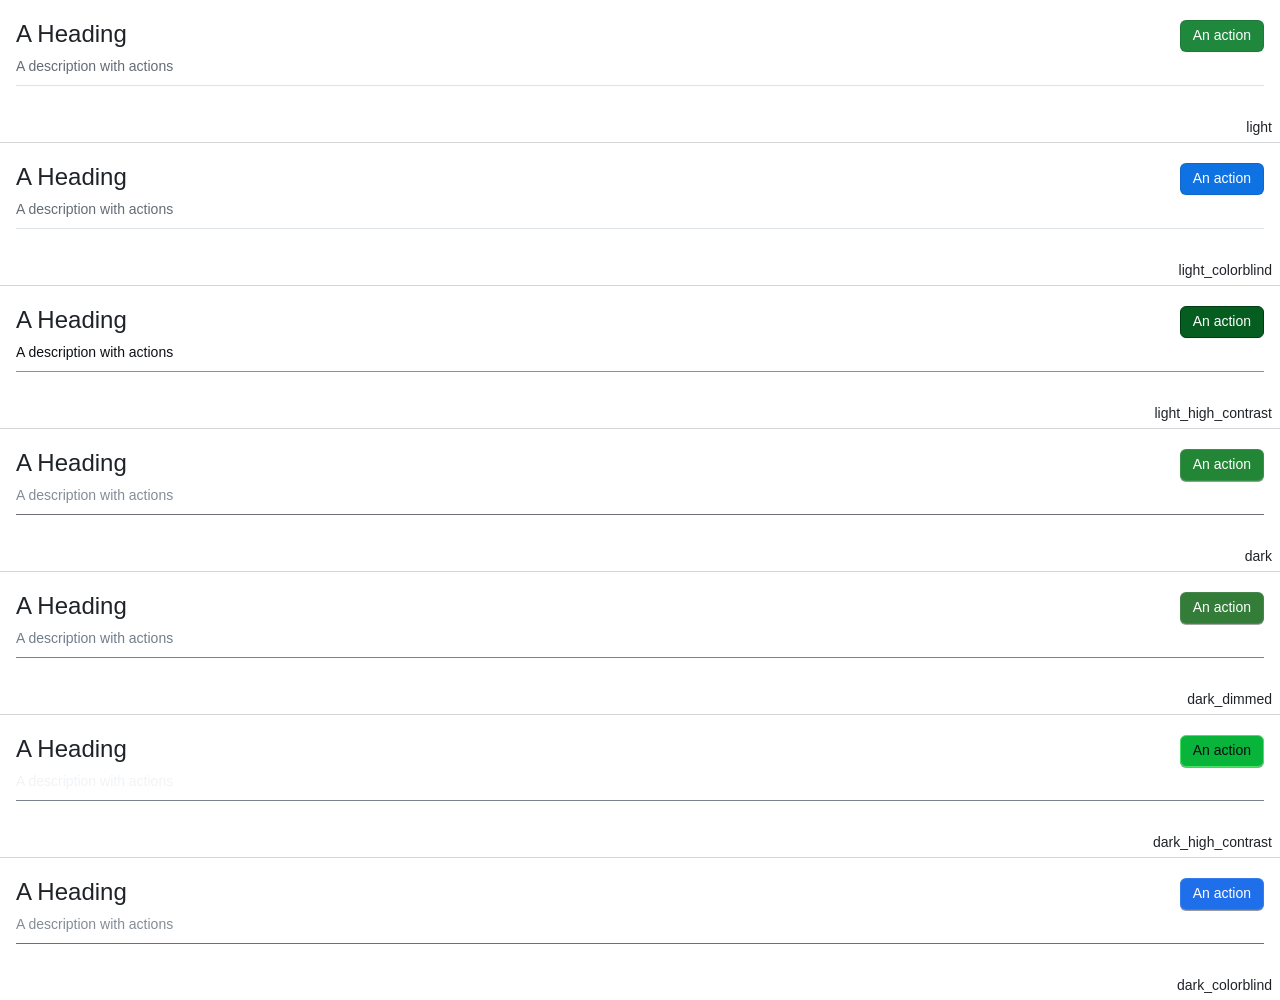 A Heading
An action
A description with actions
light
A Heading
An action
A description with actions
light_colorblind
A Heading
An action
A description with actions
light_high_contrast
A Heading
An action
A description with actions
dark
A Heading
An action
A description with actions
dark_dimmed
A Heading
An action
A description with actions
dark_high_contrast
A Heading
An action
A description with actions
dark_colorblind